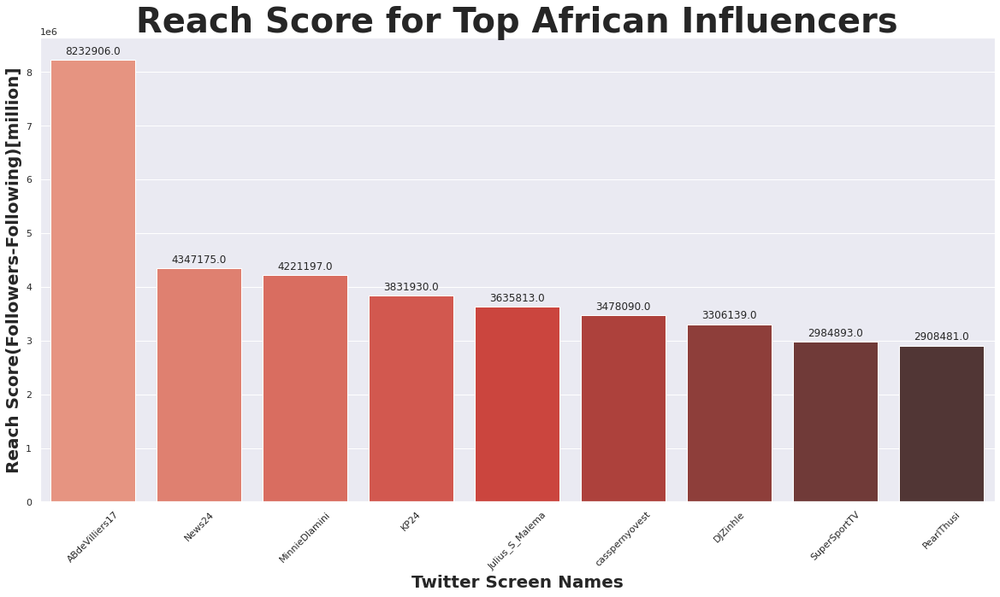 Reach Score for Top African Influencers
1e6
Reach Score(Followers-Following)[million]
8
7
6
5
4
3
2
1
0
8232906.0
4347175.0
4221197.0
3831930.0
3635813.0
3478090.0
3306139.0
2984893.0
2908481.0
ABdeVilliers17
News24
MinnieDlamini
KP24
Julius_S_Malema
casspernyovest
DJZinhle
SuperSportTV
PearlThusi
Twitter Screen Names